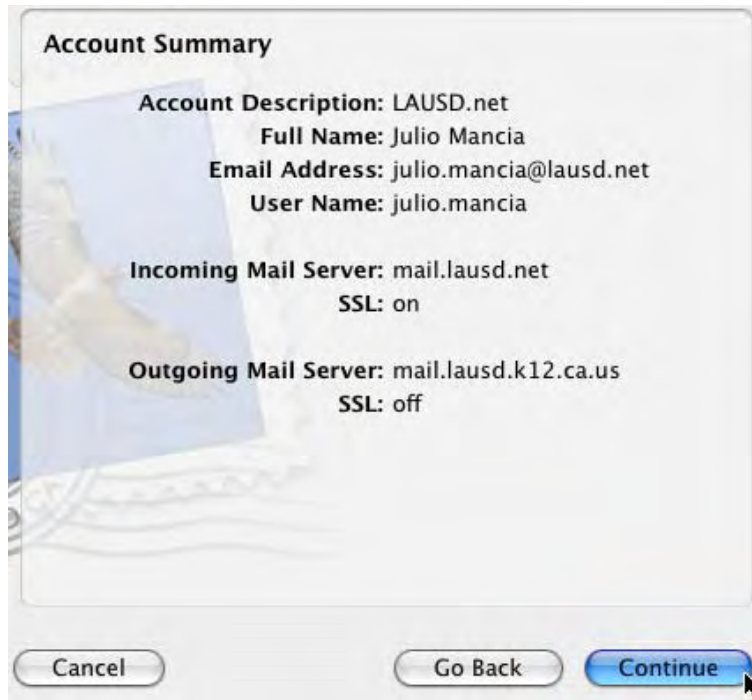 Account Summary
Account Description: LAUSD.net
Full Name: Julio Mancia
Email Address: julio.mancia@lausd.net
User Name: julio.mancia
Incoming Mail Server: mail.lausd.net
SSL: on
Outgoing Mail Server: mail.lausd.k12.ca.us
SSL: off
Cancel
Go Back
Continue